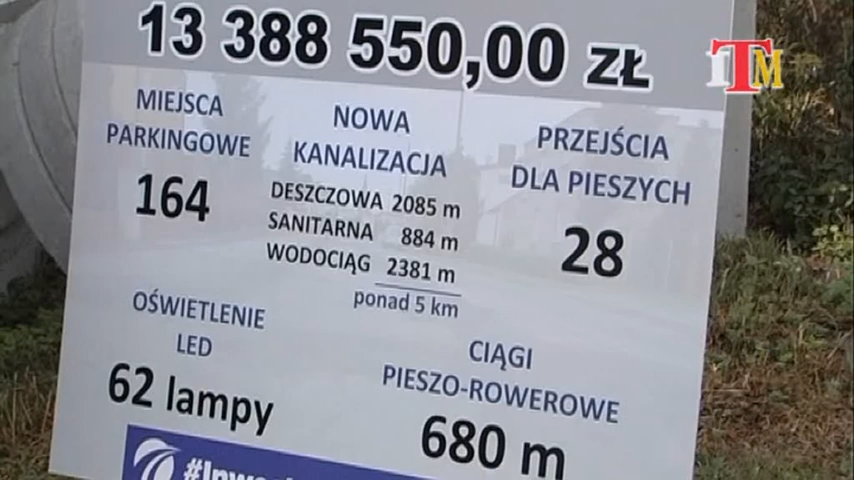 13 388 550,00 ZŁ
ITM
MIEJSCA
PARKINGOWE
164
NOWA
KANALIZACJA
DESZCZOWA 2085 m
SANITARNA 884 m
WODOCIĄG 2381 m
ponad 5 km
PRZEJŚCIA
DLA PIESZYCH
28
OŚWIETLENIE
LED
62 lampy
CIĄGI
PIESZO-ROWEROWE
680 m